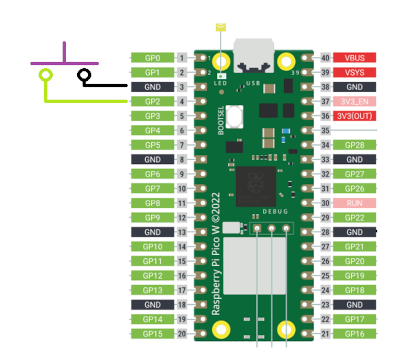 GP0 1 40 VBUS
GP1 2 2 39 39 VSYS
GND 3 38 GND
GP2 4 37 3V3_EN
GP3 5 36 3V3(OUT)
GP4 6 35
GP5 7 34 GP28
GND 8 33 GND
GP6 9 32 GP27
GP7 10 31 GP26
GP8 11 30 RUN
GP9 12 29 GP22
GND 13 28 GND
GP10 14 27 GP21
GP11 15 26 GP20
GP12 16 25 GP19
GP13 17 24 GP18
GND 18 23 GND
GP14 19 22 GP17
GP15 20 21 GP16
LED
USB
BOOTSEL
DEBUG
Raspberry Pi Pico W ©2022